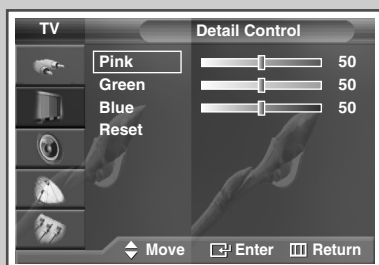 TV Detail Control
Pink 50
Green 50
Blue 50
Reset
Move Enter Return